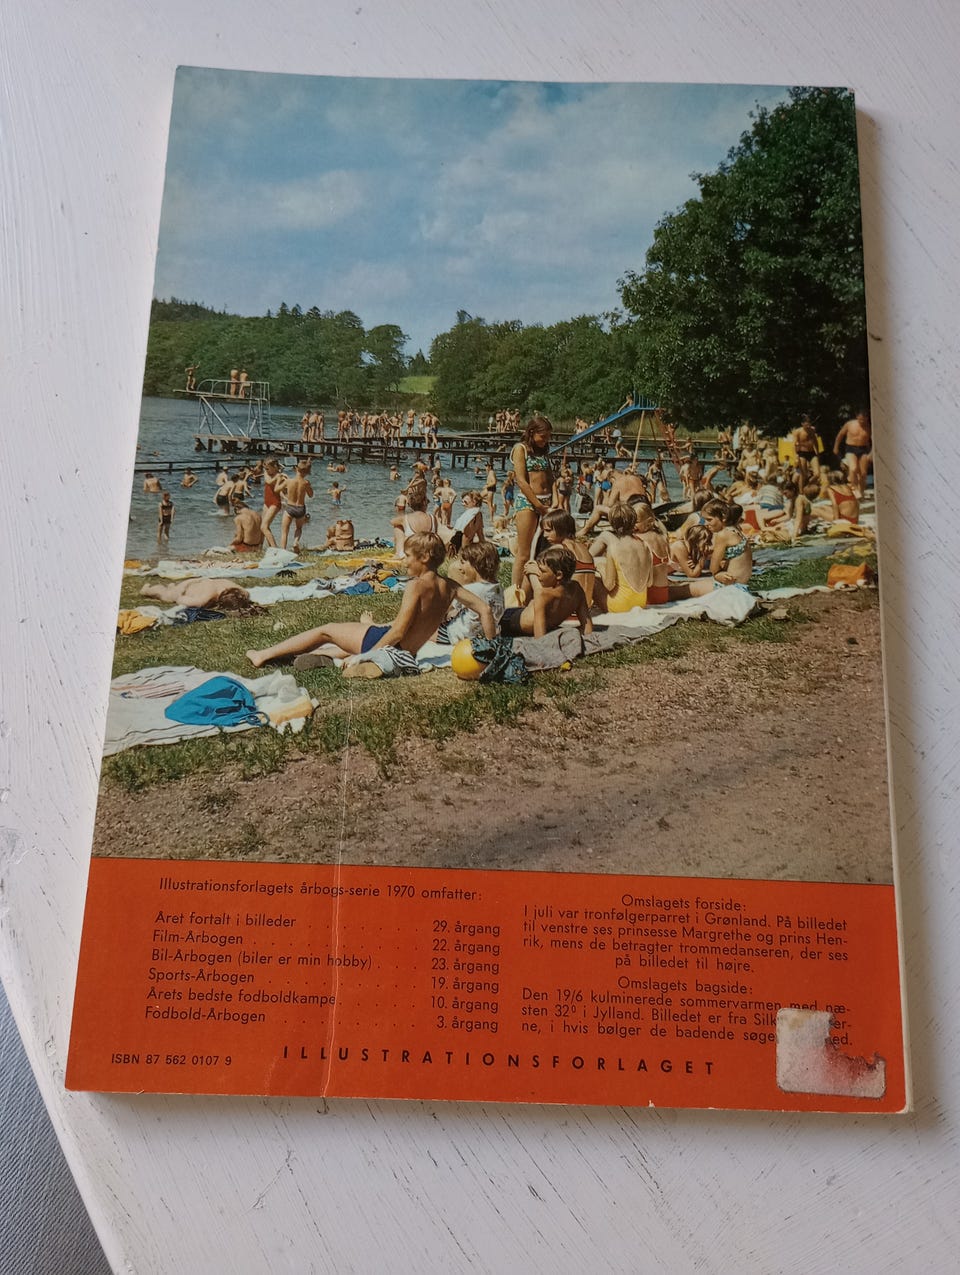 Illustrationsforlagets årbogs-serie 1970 omfatter:
Året fortalt i billeder . . . . . . . 29. årgang
Film-Årbogen . . . . . . . . . . 22. årgang
Bil-Årbogen (biler er min hobby) . . . . 23. årgang
Sports-Årbogen . . . . . . . . . 19. årgang
Årets bedste fodboldkampe . . . . . 10. årgang
Fodbold-Årbogen . . . . . . . . . 3. årgang
Omslagets forside:
I juli var tronfølgerparret i Grønland. På billedet
til venstre ses prinsesse Margrethe og prins Hen-
rik, mens de betragter trommedanseren, der ses
på billedet til højre.
Omslagets bagside:
Den 19/6 kulminerede sommervarmen med næ-
sten 32° i Jylland. Billedet er fra
ne, i hvis bølger de badende
ISBN 87 562 0107 9
ILLUSTRATIONSFORLAGET